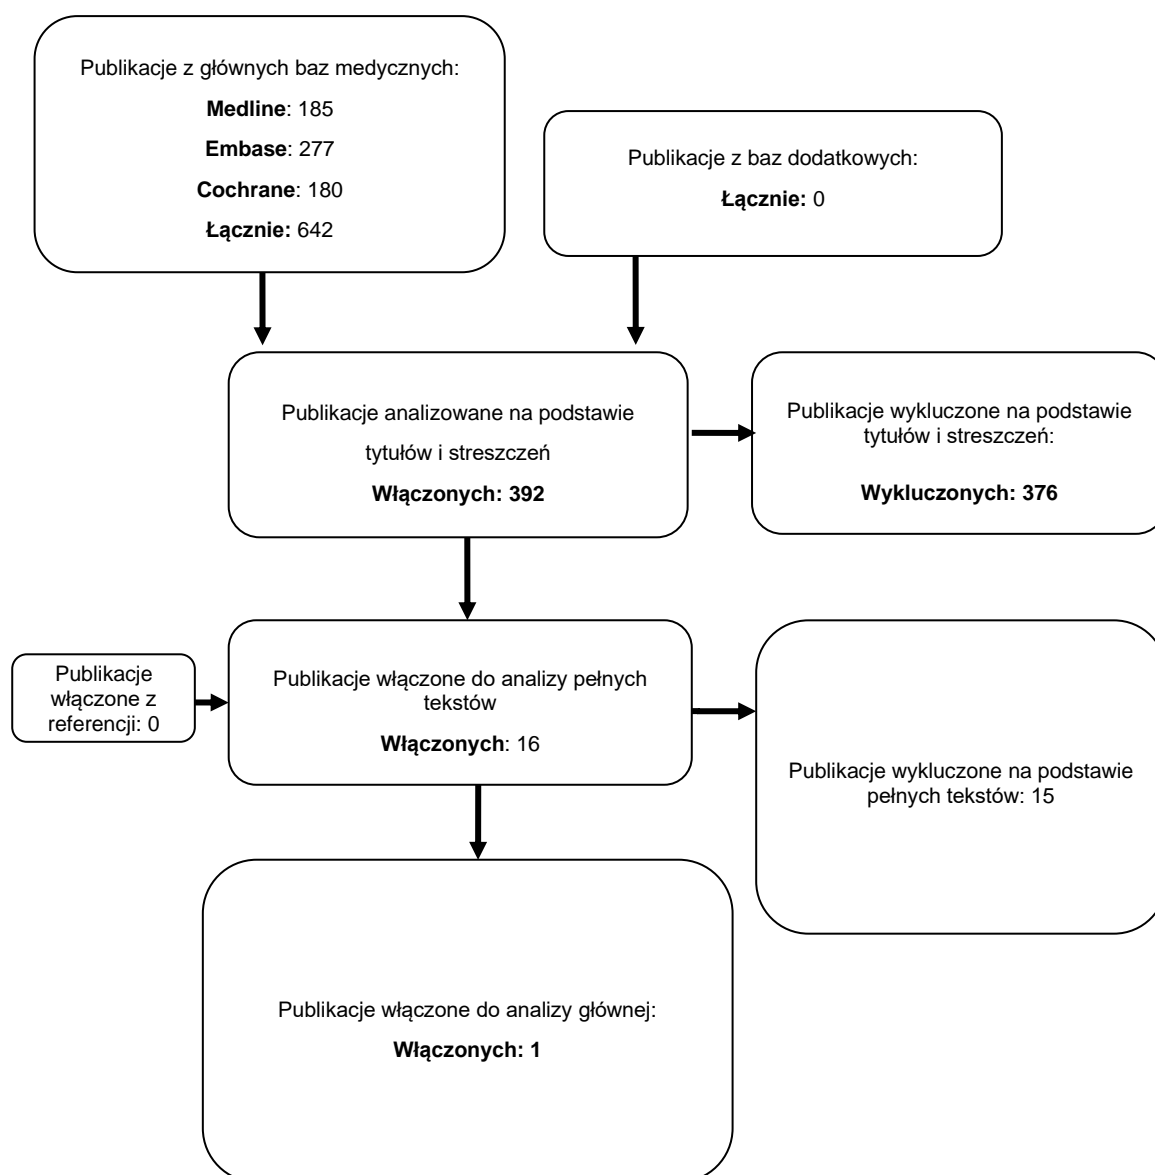 Publikacje z głównych baz medycznych:
Medline: 185
Embase: 277
Cochrane: 180
Łącznie: 642
Publikacje z baz dodatkowych:
Łącznie: 0
Publikacje analizowane na podstawie
tytułów i streszczeń
Włączonych: 392
Publikacje wykluczone na podstawie
tytułów i streszczeń:
Wykluczonych: 376
Publikacje
włączone z
referencji: 0
Publikacje włączone do analizy pełnych
tekstów
Włączonych: 16
Publikacje wykluczone na podstawie
pełnych tekstów: 15
Publikacje włączone do analizy głównej:
Włączonych: 1